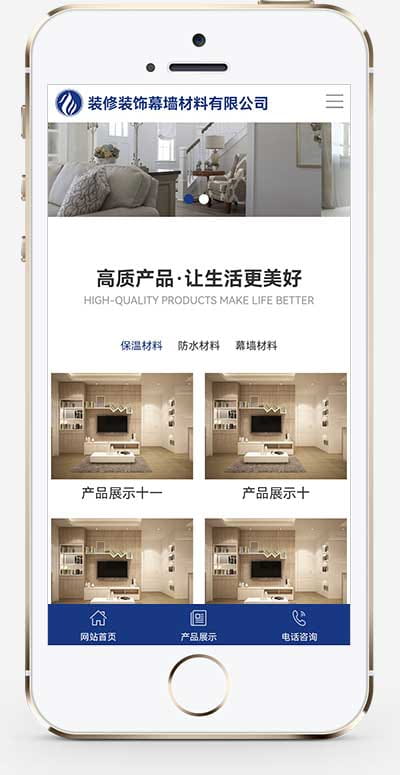 装修装饰幕墙材料有限公司
高质产品·让生活更美好
HIGH-QUALITY PRODUCTS MAKE LIFE BETTER
保温材料 防水材料 幕墙材料
产品展示十一 产品展示十
网站首页 产品展示 电话咨询